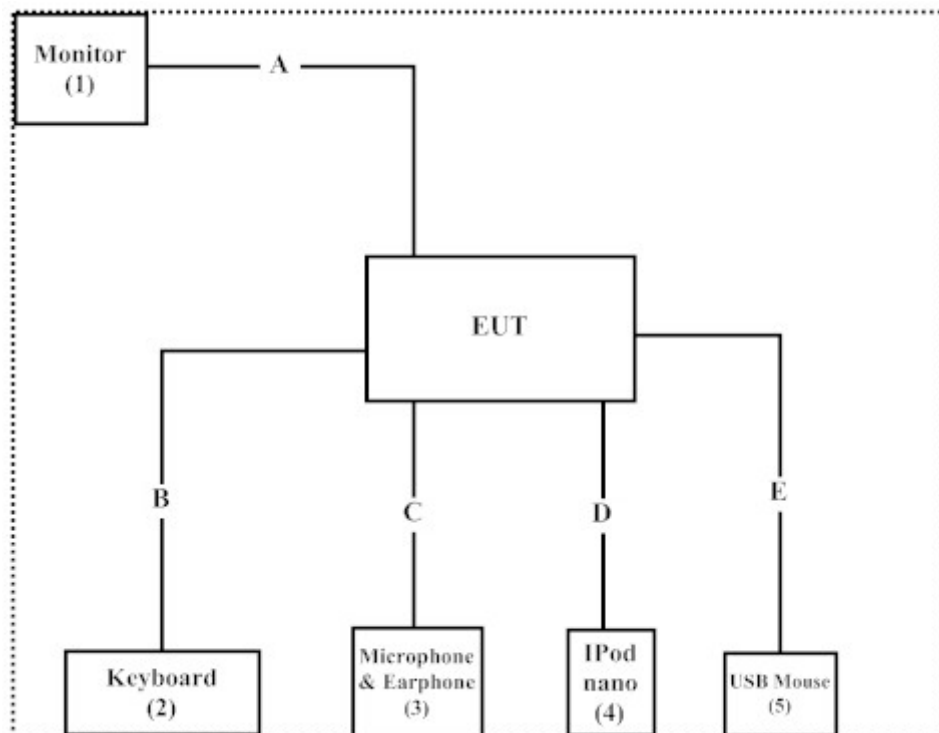 Monitor
(1)
A
EUT
B
C
D
E
Keyboard
(2)
Microphone
& Earphone
(3)
IPod
nano
(4)
USB Mouse
(5)